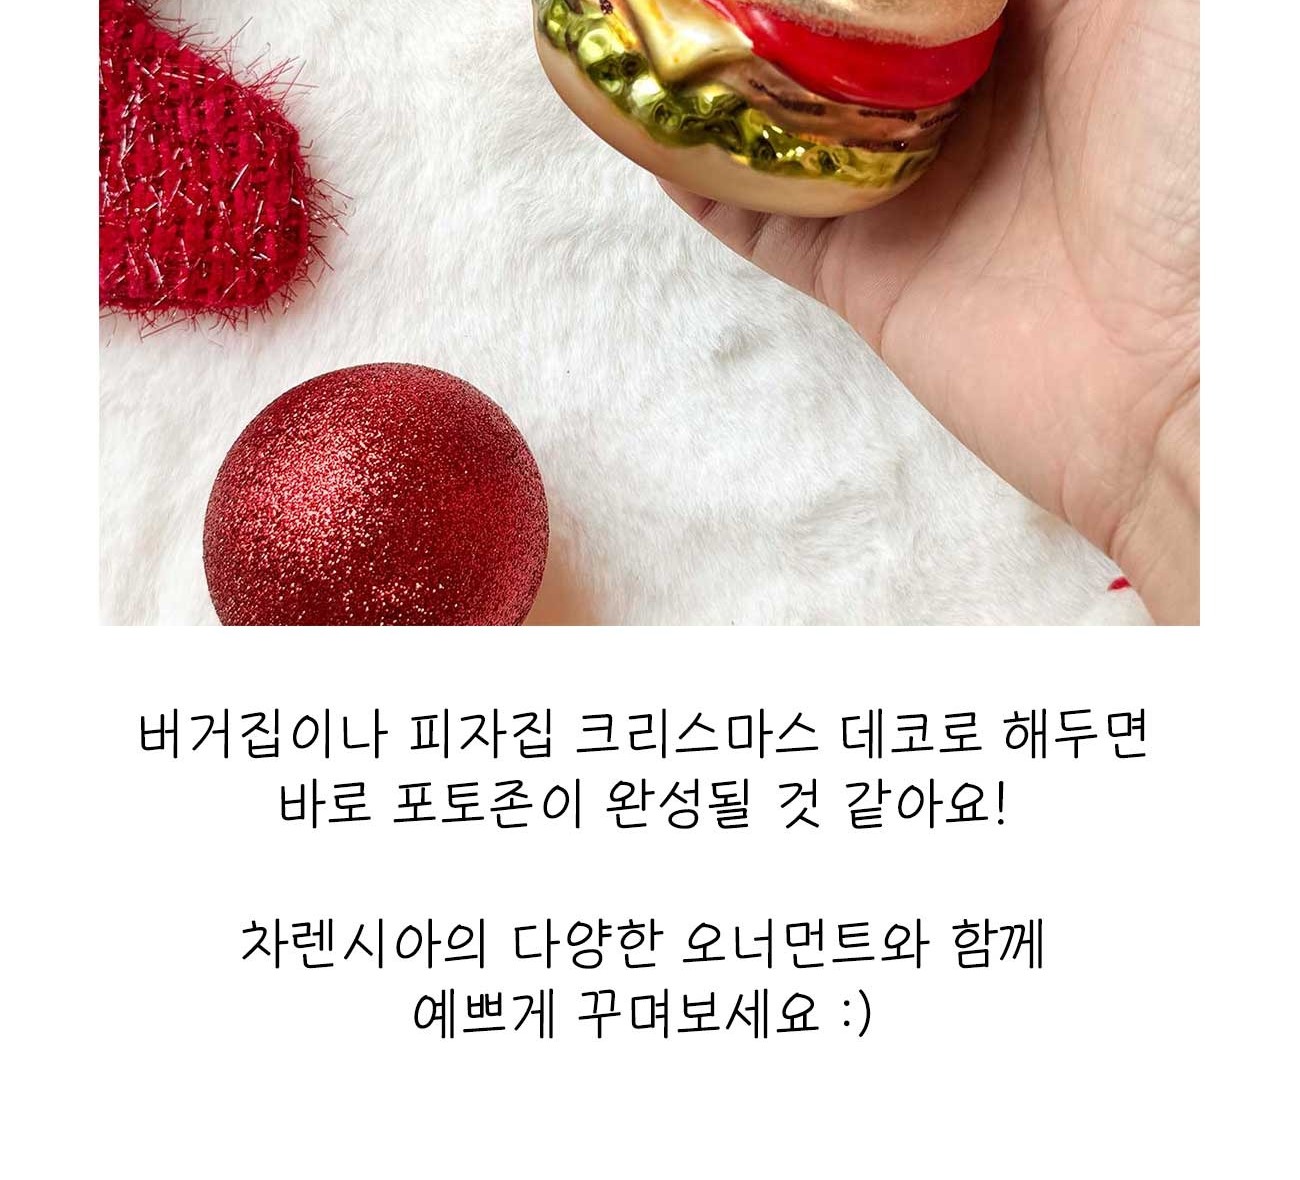 버거집이나 피자집 크리스마스 데코로 해두면
바로 포토존이 완성될 것 같아요!
차렌시아의 다양한 오너먼트와 함께
예쁘게 꾸며보세요 :)